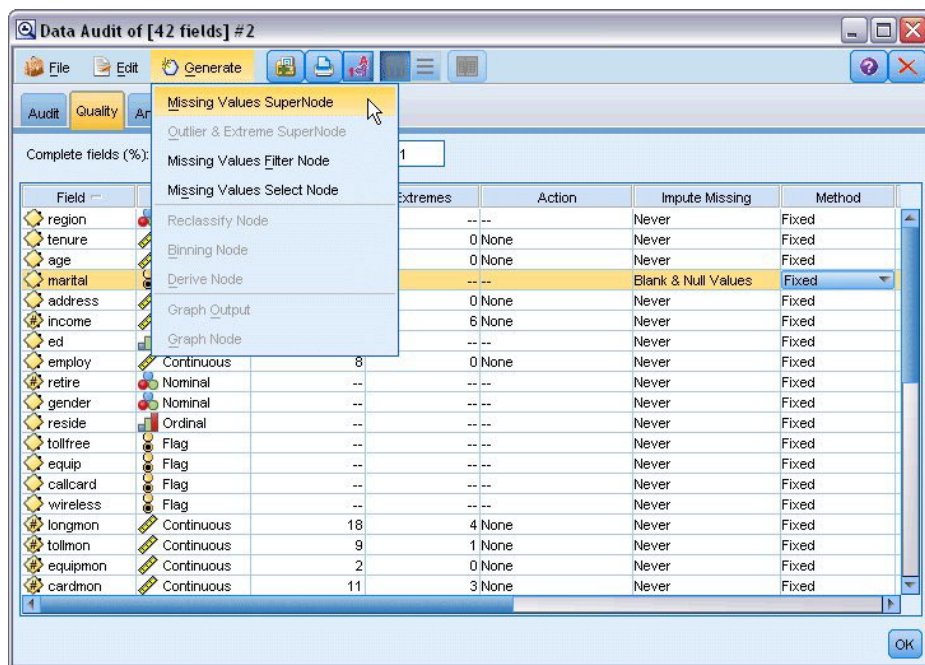 Data Audit of [42 fields] #2
File Edit Generate
Audit Quality An
Missing Values SuperNode
Outlier & Extreme SuperNode
Missing Values Filter Node
Missing Values Select Node
Reclassify Node
Binning Node
Derive Node
Graph Output
Graph Node
Complete fields (%): 1
Field Extremes Action Impute Missing Method
region -- -- Never Fixed
tenure 0 None Never Fixed
age 0 None Never Fixed
marital -- -- Blank & Null Values Fixed
address 0 None Never Fixed
income 6 None Never Fixed
ed -- -- Never Fixed
employ Continuous 8 0 None Never Fixed
retire Nominal -- -- -- Never Fixed
gender Nominal -- -- -- Never Fixed
reside Ordinal -- -- -- Never Fixed
tollfree Flag -- -- -- Never Fixed
equip Flag -- -- -- Never Fixed
callcard Flag -- -- -- Never Fixed
wireless Flag -- -- -- Never Fixed
longmon Continuous 18 4 None Never Fixed
tollmon Continuous 9 1 None Never Fixed
equipmon Continuous 2 0 None Never Fixed
cardmon Continuous 11 3 None Never Fixed
OK